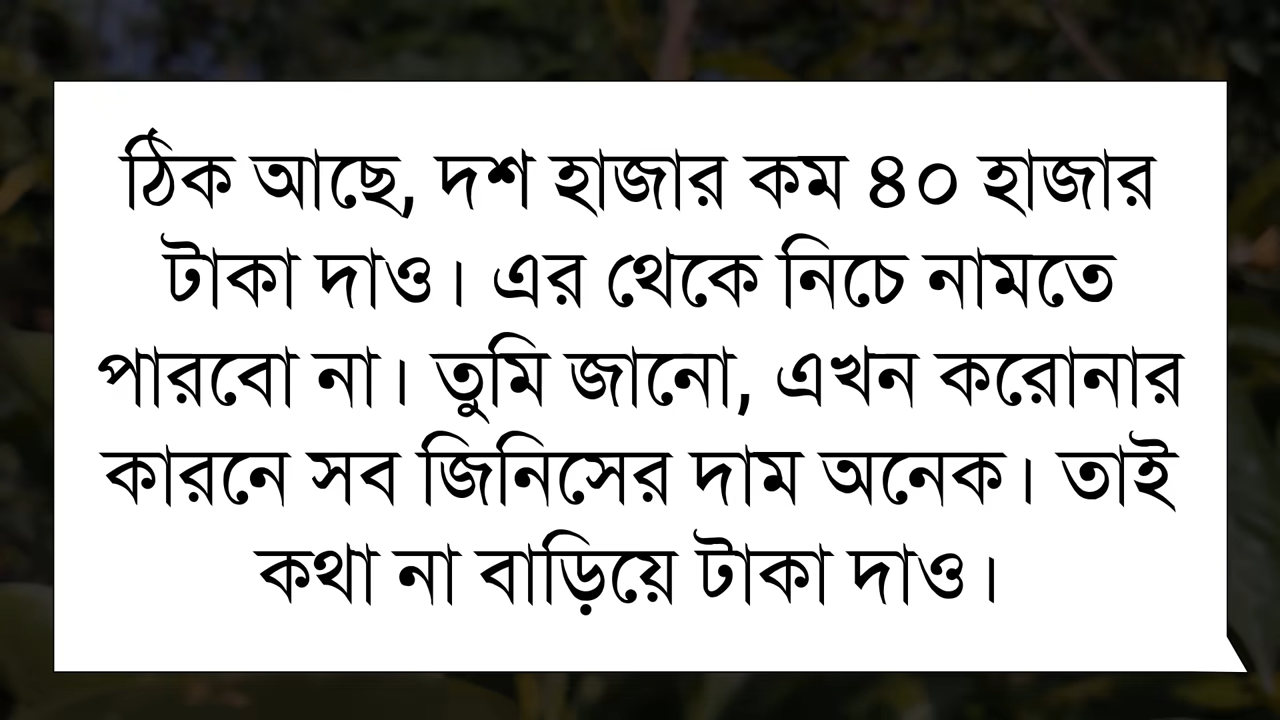 ঠিক আছে, দশ হাজার কম ৪০ হাজার
টাকা দাও। এর থেকে নিচে নামতে
পারবো না। তুমি জানো, এখন করোনার
কারনে সব জিনিসের দাম অনেক। তাই
কথা না বাড়িয়ে টাকা দাও।